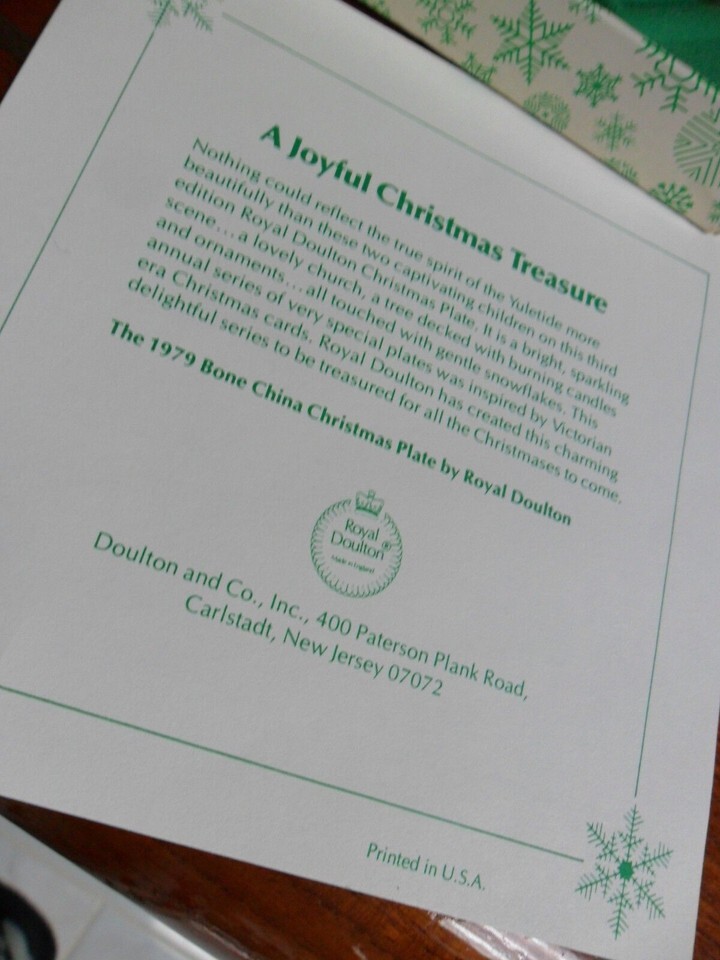 A Joyful Christmas Treasure
Nothing could reflect the true spirit of the Yuletide more
beautifully than these two captivating children on this third
edition Royal Doulton Christmas Plate. It is a bright, sparkling
scene...a lovely church, a tree decked with burning candles
and ornaments...all touched with gentle snowflakes. This
annual series of very special plates was inspired by Victorian
era Christmas cards. Royal Doulton has created this charming
delightful series to be treasured for all the Christmases to come.
The 1979 Bone China Christmas Plate by Royal Doulton
Royal
Doulton®
Made in England
Doulton and Co., Inc., 400 Paterson Plank Road,
Carlstadt, New Jersey 07072
Printed in U.S.A.